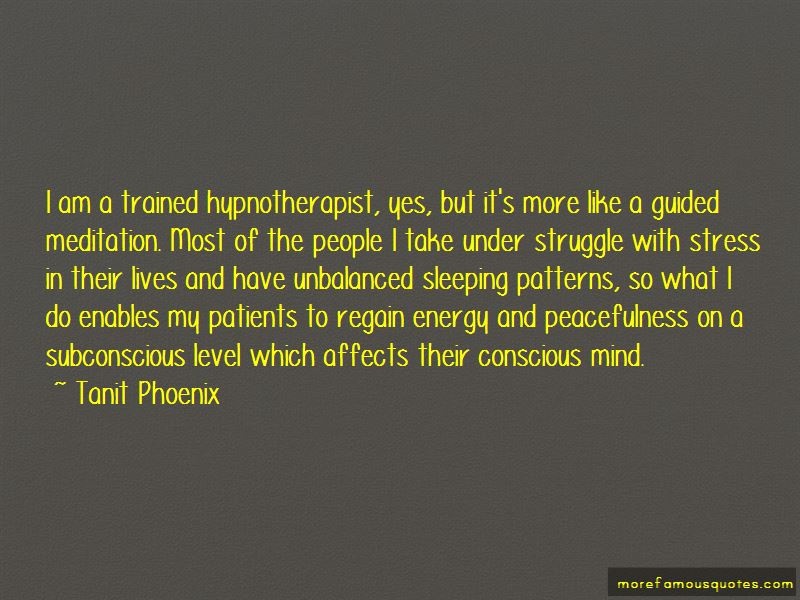 I am a trained hypnotherapist, yes, but it's more like a guided
meditation. Most of the people I take under struggle with stress
in their lives and have unbalanced sleeping patterns, so what I
do enables my patients to regain energy and peacefulness on a
subconscious level which affects their conscious mind.
~ Tanit Phoenix
morefamousquotes.com